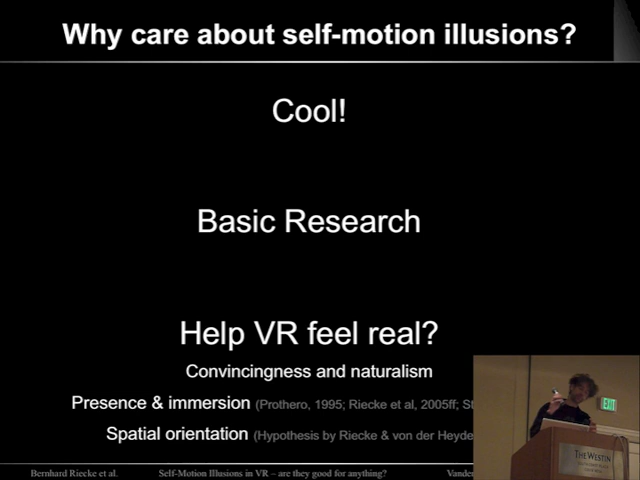 Why care about self-motion illusions?
Cool!
Basic Research
Help VR feel real?
Convincingness and naturalism
Presence & immersion (Prothero, 1995; Riecke et al, 2005ff; St
Spatial orientation (Hypothesis by Riecke & von der Heyde
EXIT
THE WESTIN
Bernhard Riecke et al. Self-Motion Illusions in VR – are they good for anything? Vander